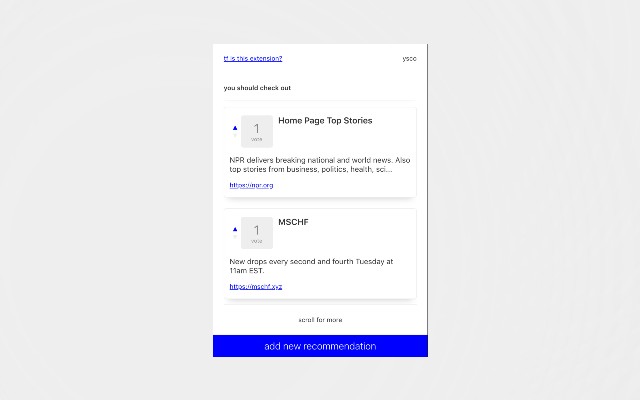 tf is this extension?
ysco
you should check out
1
vote
Home Page Top Stories
NPR delivers breaking national and world news. Also
top stories from business, politics, health, sci...
https://npr.org
1
vote
MSCHF
New drops every second and fourth Tuesday at
11am EST.
https://mschf.xyz
scroll for more
add new recommendation